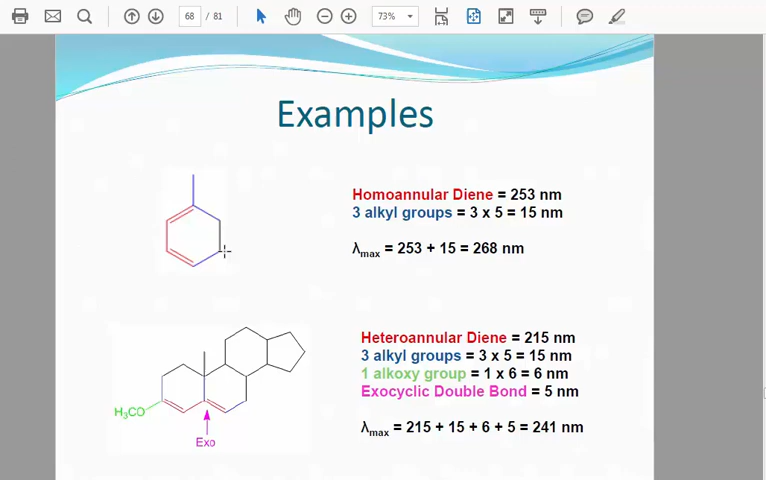 68 / 81
73%
Examples
Homoannular Diene = 253 nm
3 alkyl groups = 3 x 5 = 15 nm
λmax = 253 + 15 = 268 nm
Heteroannular Diene = 215 nm
3 alkyl groups = 3 x 5 = 15 nm
1 alkoxy group = 1 x 6 = 6 nm
Exocyclic Double Bond = 5 nm
λmax = 215 + 15 + 6 + 5 = 241 nm
H₃CO
Exo